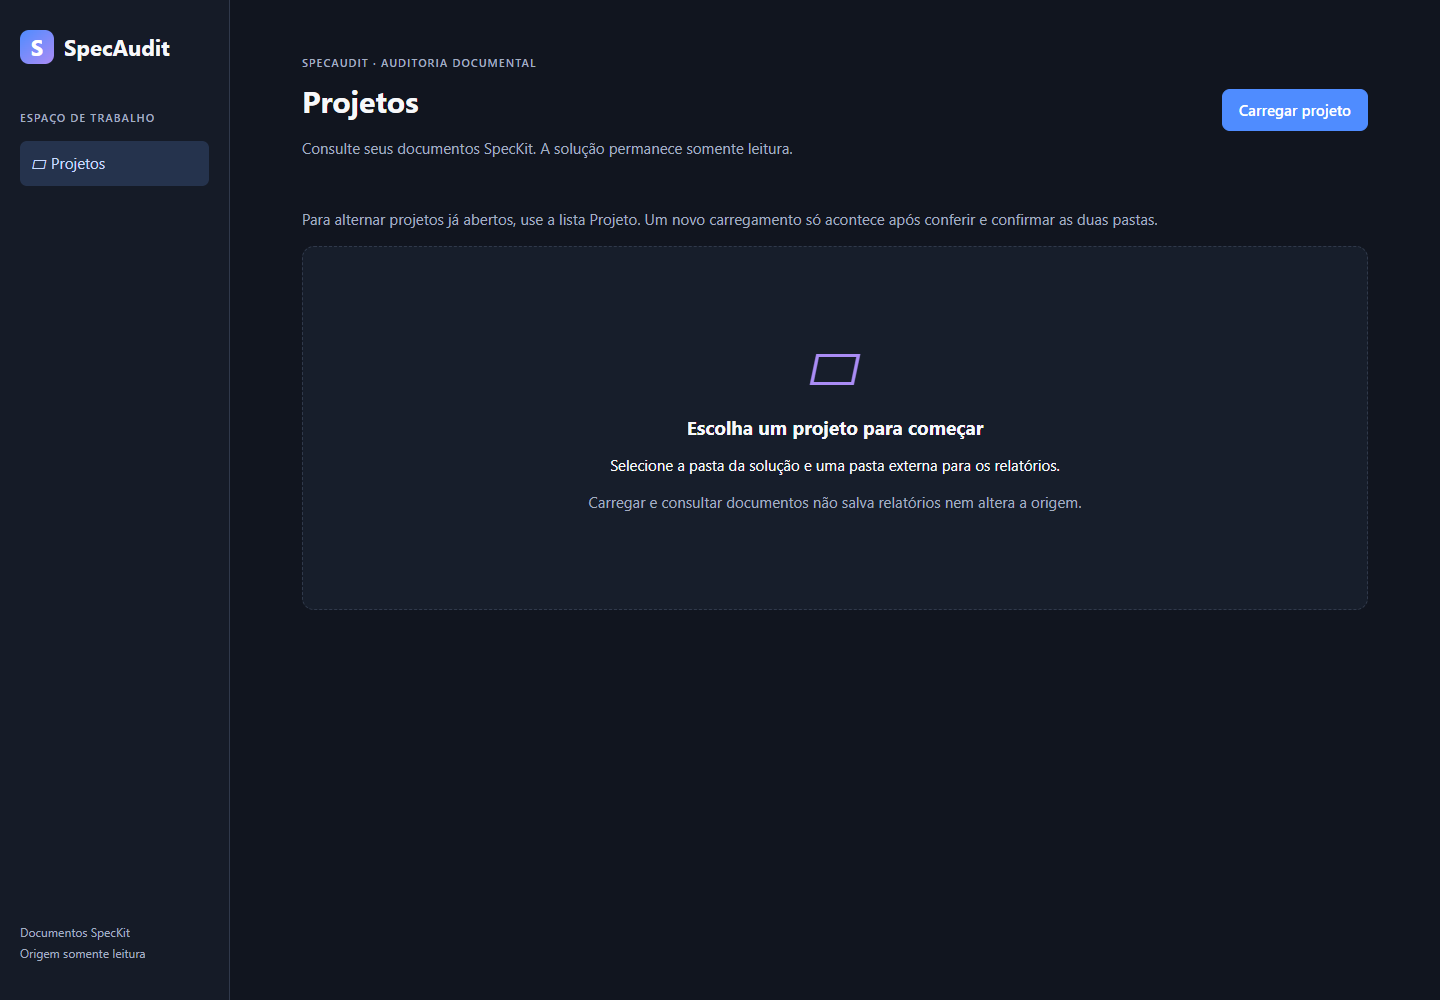 S SpecAudit
ESPAÇO DE TRABALHO
Projetos
Documentos SpecKit
Origem somente leitura
SPECAUDIT · AUDITORIA DOCUMENTAL
Projetos
Carregar projeto
Consulte seus documentos SpecKit. A solução permanece somente leitura.
Para alternar projetos já abertos, use a lista Projeto. Um novo carregamento só acontece após conferir e confirmar as duas pastas.
Escolha um projeto para começar
Selecione a pasta da solução e uma pasta externa para os relatórios.
Carregar e consultar documentos não salva relatórios nem altera a origem.